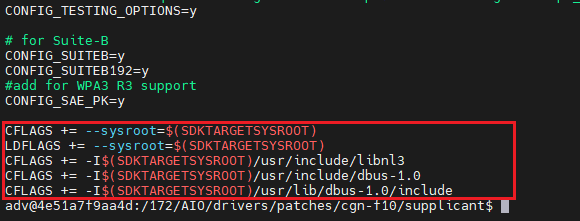 CONFIG_TESTING_OPTIONS=y
# for Suite-B
CONFIG_SUITEB=y
CONFIG_SUITEB192=y
#add for WPA3 R3 support
CONFIG_SAE_PK=y
CFLAGS += --sysroot=$(SDKTARGETSYSROOT)
LDFLAGS += --sysroot=$(SDKTARGETSYSROOT)
CFLAGS += -I$(SDKTARGETSYSROOT)/usr/include/libnl3
CFLAGS += -I$(SDKTARGETSYSROOT)/usr/include/dbus-1.0
CFLAGS += -I$(SDKTARGETSYSROOT)/usr/lib/dbus-1.0/include
adv@4e51a7f9aa4d:/172/AIO/drivers/patches/cgn-f10/supplicant$